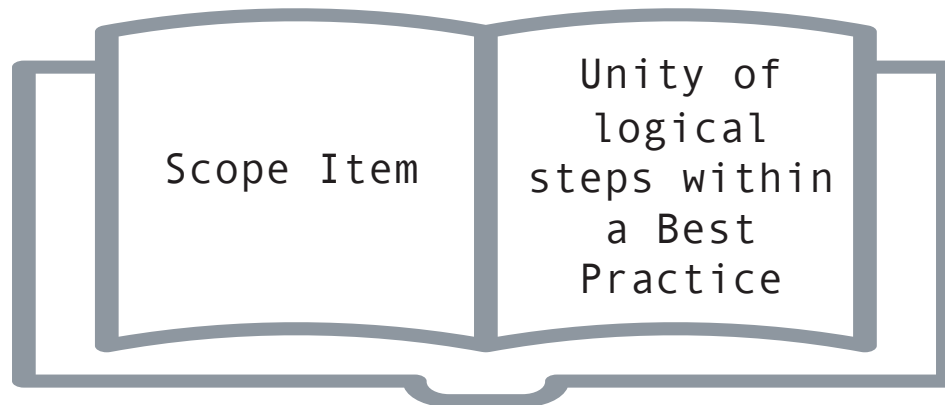 Scope Item
Unity of
logical
steps within
a Best
Practice